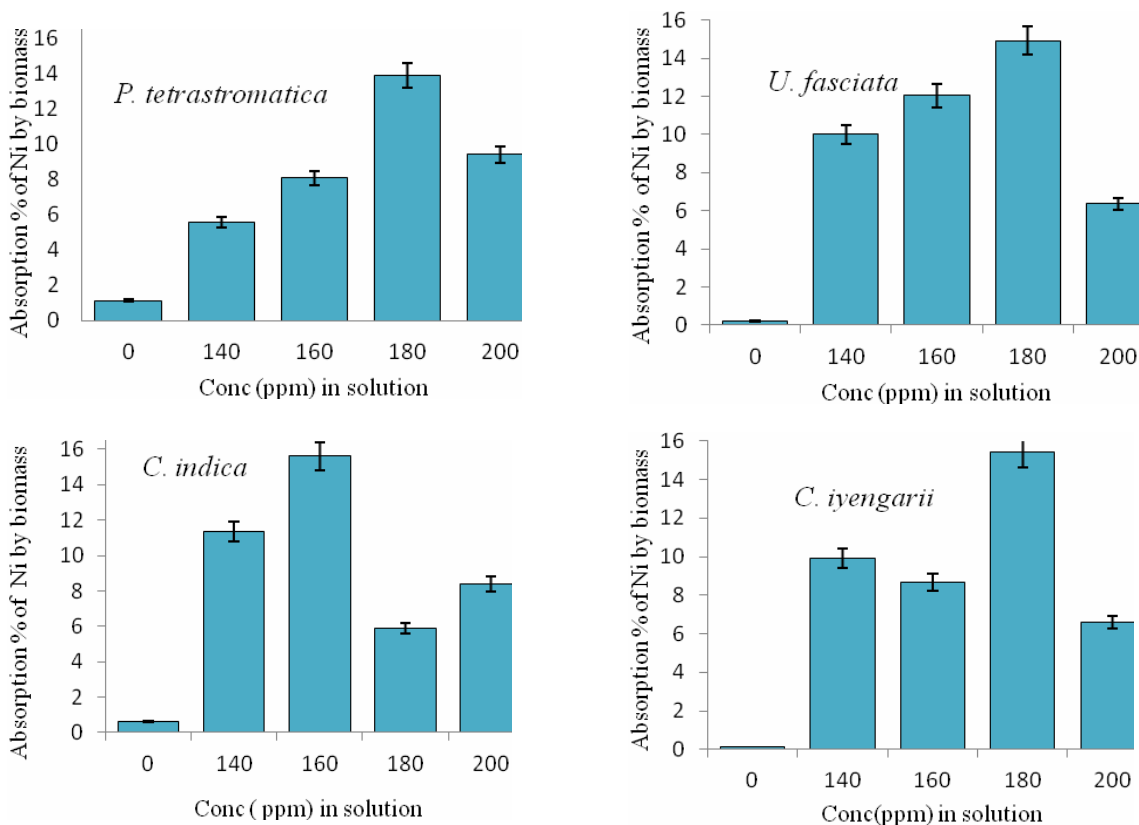 Absorption % of Ni by biomass
16
14
12
10
8
6
4
2
0
P. tetrastromatica
0 140 160 180 200
Conc (ppm) in solution
Absorption % of Ni by biomass
16
14
12
10
8
6
4
2
0
U. fasciata
0 140 160 180 200
Conc (ppm) in solution
Absorption % of Ni by biomass
16
14
12
10
8
6
4
2
0
C. indica
0 140 160 180 200
Conc ( ppm) in solution
Absorption % of Ni by biomass
16
14
12
10
8
6
4
2
0
C. iyengarii
0 140 160 180 200
Conc(ppm) in solution